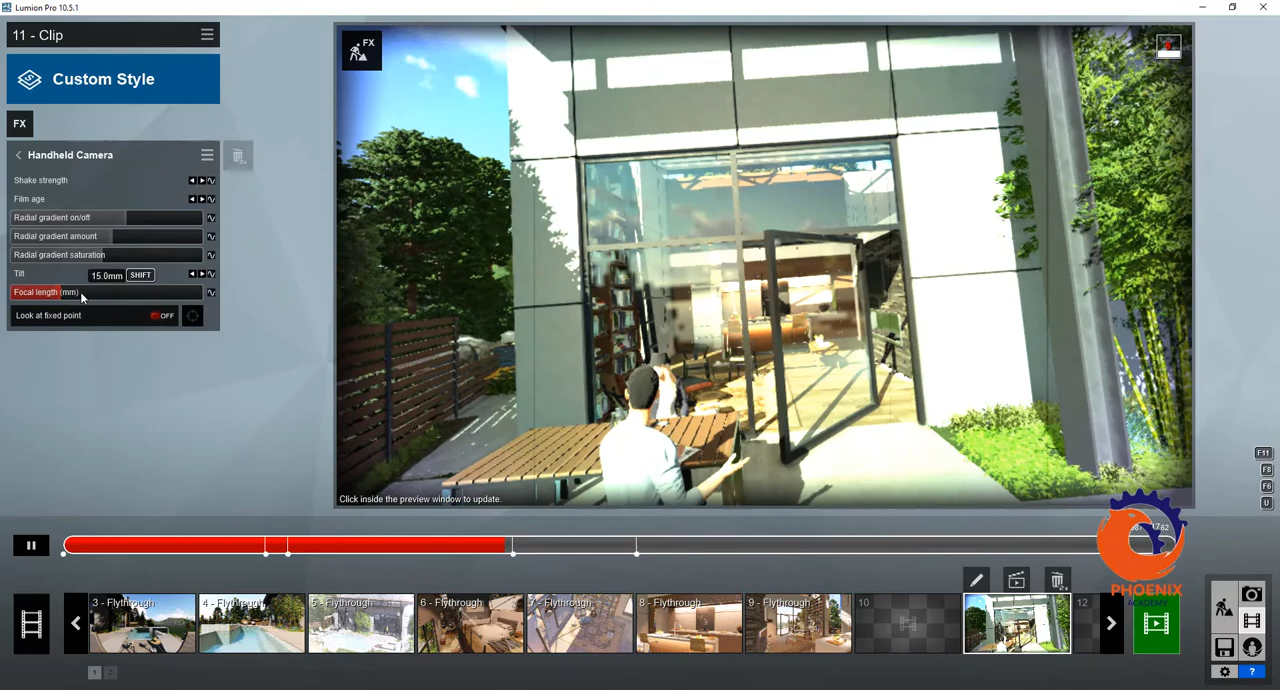 Lumion Pro 10.5.1
11 - Clip
Custom Style
FX
Handheld Camera
Shake strength
Film age
Radial gradient on/off
Radial gradient amount
Radial gradient saturation
Tilt
15.0mm SHIFT
Focal length (mm)
Look at fixed point OFF
FX
Click inside the preview window to update.
F11
F8
F6
U
PHOENIX
ACADEMY
3 - Flythrough
4 - Flythrough
5 - Flythrough
6 - Flythrough
7 - Flythrough
8 - Flythrough
9 - Flythrough
10
12
1
2
?